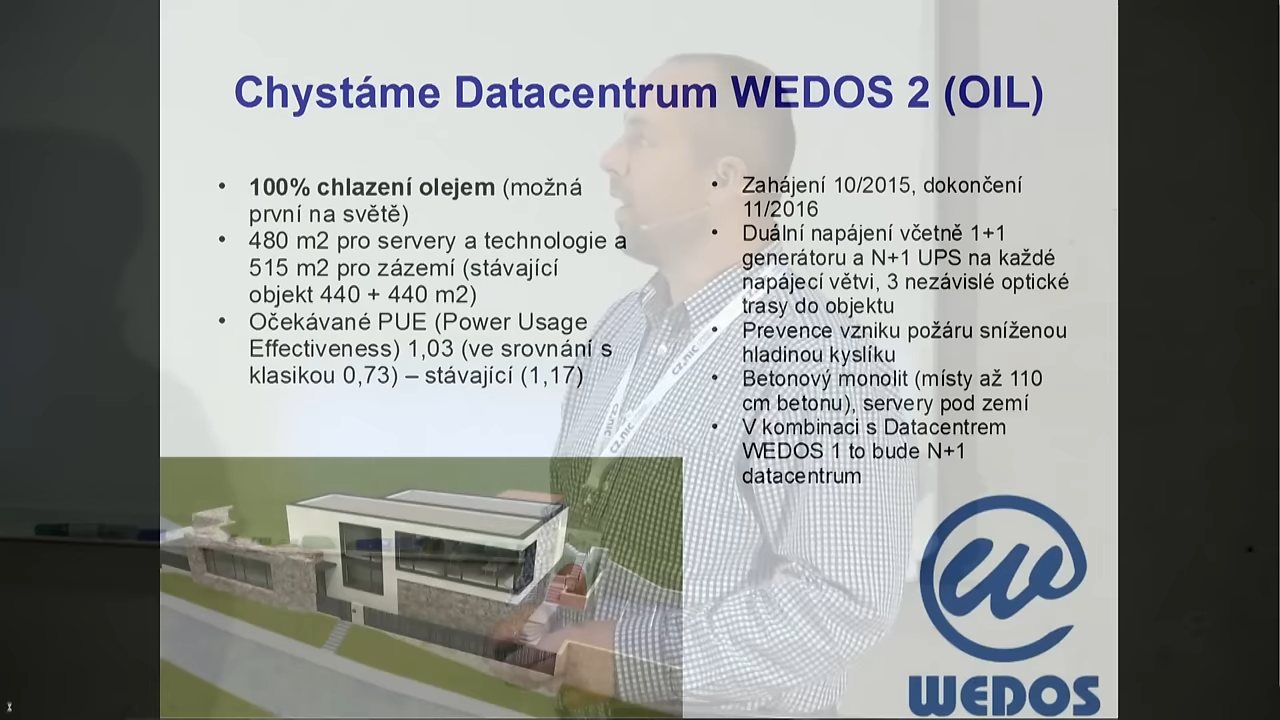 Chystáme Datacentrum WEDOS 2 (OIL)
• 100% chlazení olejem (možná
první na světě)
• 480 m2 pro servery a technologie a
515 m2 pro zázemí (stávající
objekt 440 + 440 m2)
• Očekávané PUE (Power Usage
Effectiveness) 1,03 (ve srovnání s
klasikou 0,73) – stávající (1,17)
• Zahájení 10/2015, dokončení
11/2016
• Duální napájení včetně 1+1
generátoru a N+1 UPS na každé
napájecí větvi, 3 nezávislé optické
trasy do objektu
• Prevence vzniku požáru sníženou
hladinou kyslíku
• Betonový monolit (místy až 110
cm betonu), servery pod zemí
• V kombinaci s Datacentrem
WEDOS 1 to bude N+1
datacentrum
CZ.NIC
CZ.NIC
w
WEDOS